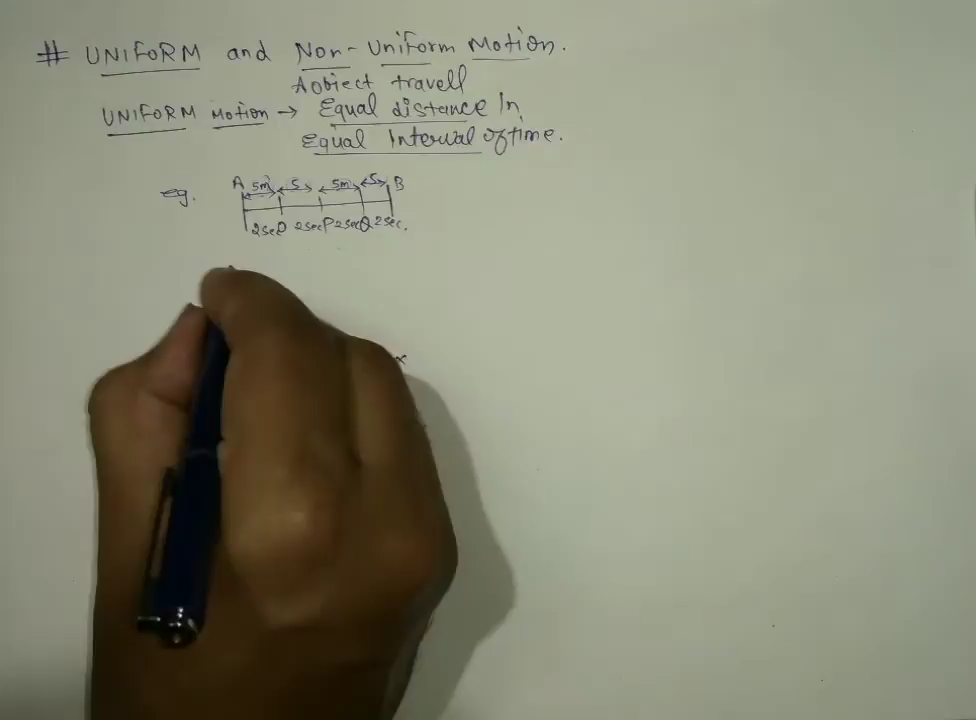 # UNIFORM and Non-Uniform Motion.
A object travell
UNIFORM Motion → Equal distance In
Equal Interval of time.
eg. A 5m 5 5m 5 B
2sec O 2sec P 2sec Q 2sec.